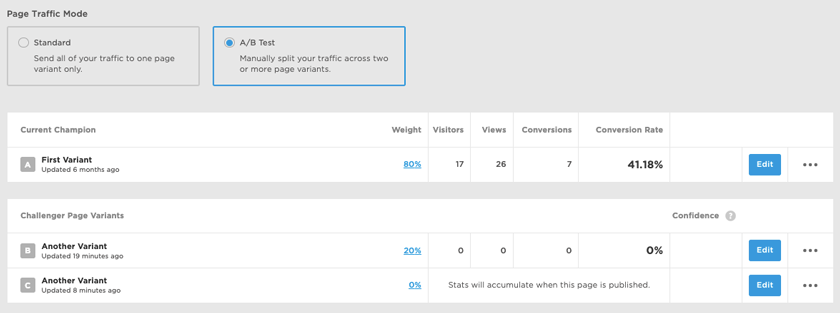 Page Traffic Mode
Standard
Send all of your traffic to one page
variant only.
A/B Test
Manually split your traffic across two
or more page variants.
Current Champion Weight Visitors Views Conversions Conversion Rate
A First Variant 80% 17 26 7 41.18% Edit
Updated 6 months ago
Challenger Page Variants Confidence ?
B Another Variant 20% 0 0 0 0% Edit
Updated 19 minutes ago
C Another Variant 0% Stats will accumulate when this page is published. Edit
Updated 8 minutes ago